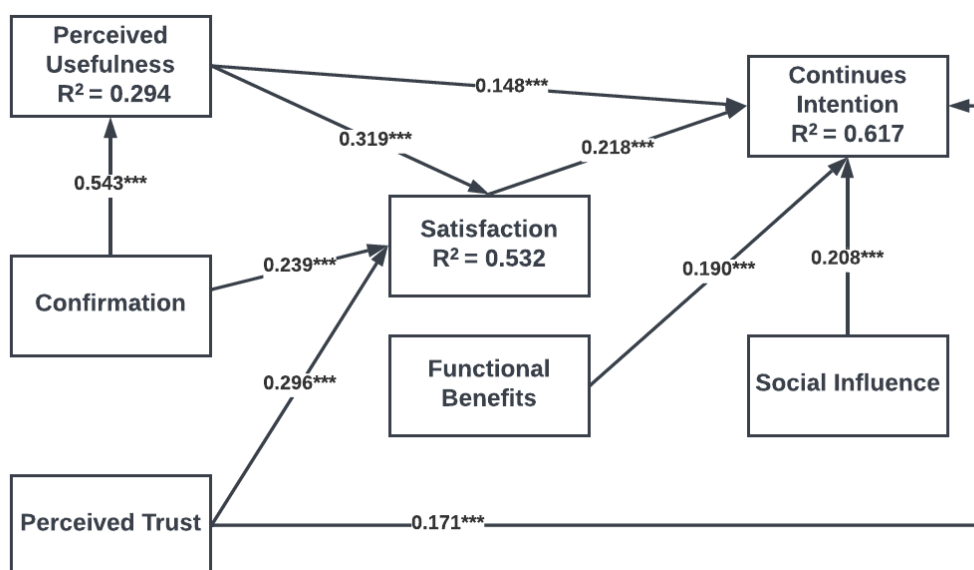 Perceived
Usefulness
R² = 0.294
Continues
Intention
R² = 0.617
0.148***
0.319***
0.218***
0.543***
Satisfaction
R² = 0.532
0.239***
0.190***
0.208***
Confirmation
Functional
Benefits
Social Influence
0.296***
Perceived Trust
0.171***